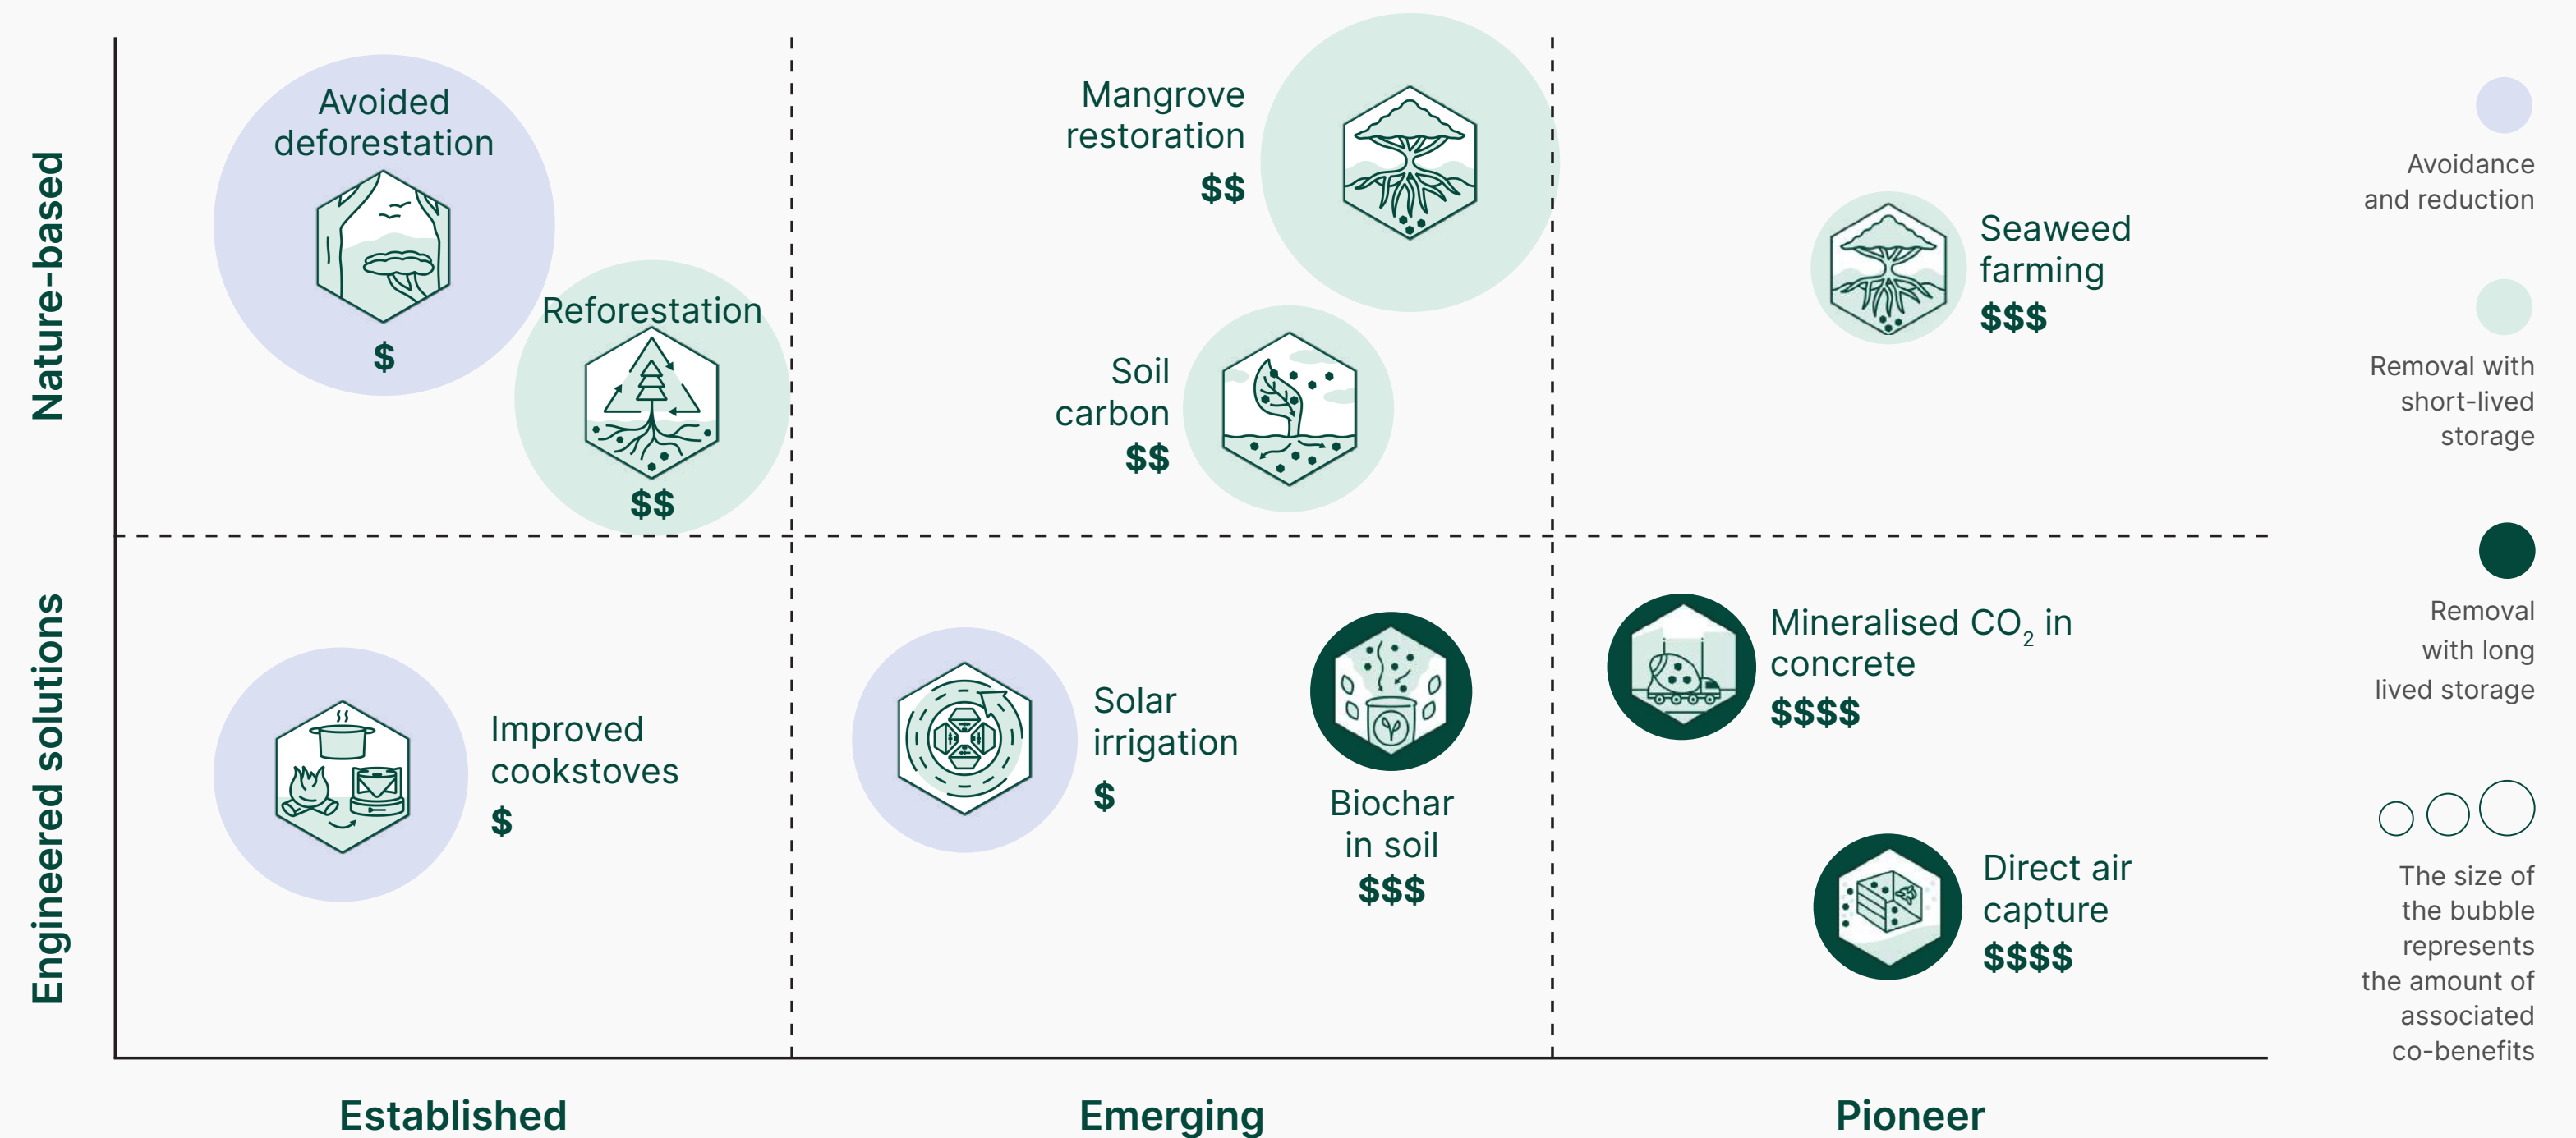 Nature-based
Engineered solutions
Avoided
deforestation
$
Reforestation
$$
Mangrove
restoration
$$
Soil
carbon
$$
Seaweed
farming
$$$
Improved
cookstoves
$
Solar
irrigation
$
Biochar
in soil
$$$
Mineralised CO₂ in
concrete
$$$$
Direct air
capture
$$$$
Established
Emerging
Pioneer
Avoidance
and reduction
Removal with
short-lived
storage
Removal
with long
lived storage
The size of
the bubble
represents
the amount of
associated
co-benefits